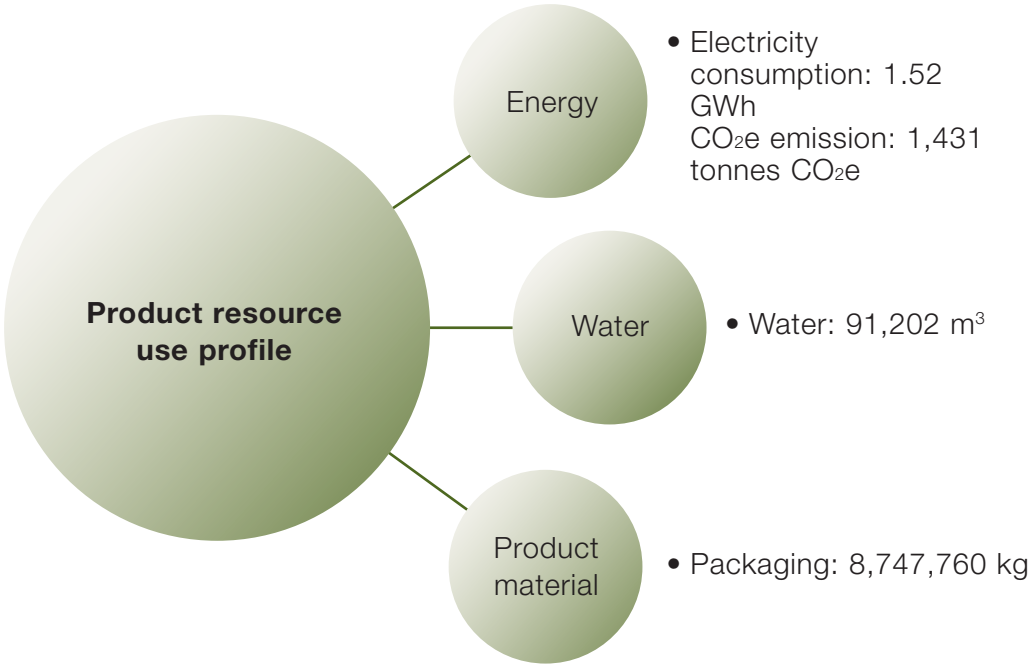 Product resource
use profile
Energy
• Electricity
consumption: 1.52
GWh
CO₂e emission: 1,431
tonnes CO₂e
Water
• Water: 91,202 m³
Product
material
• Packaging: 8,747,760 kg